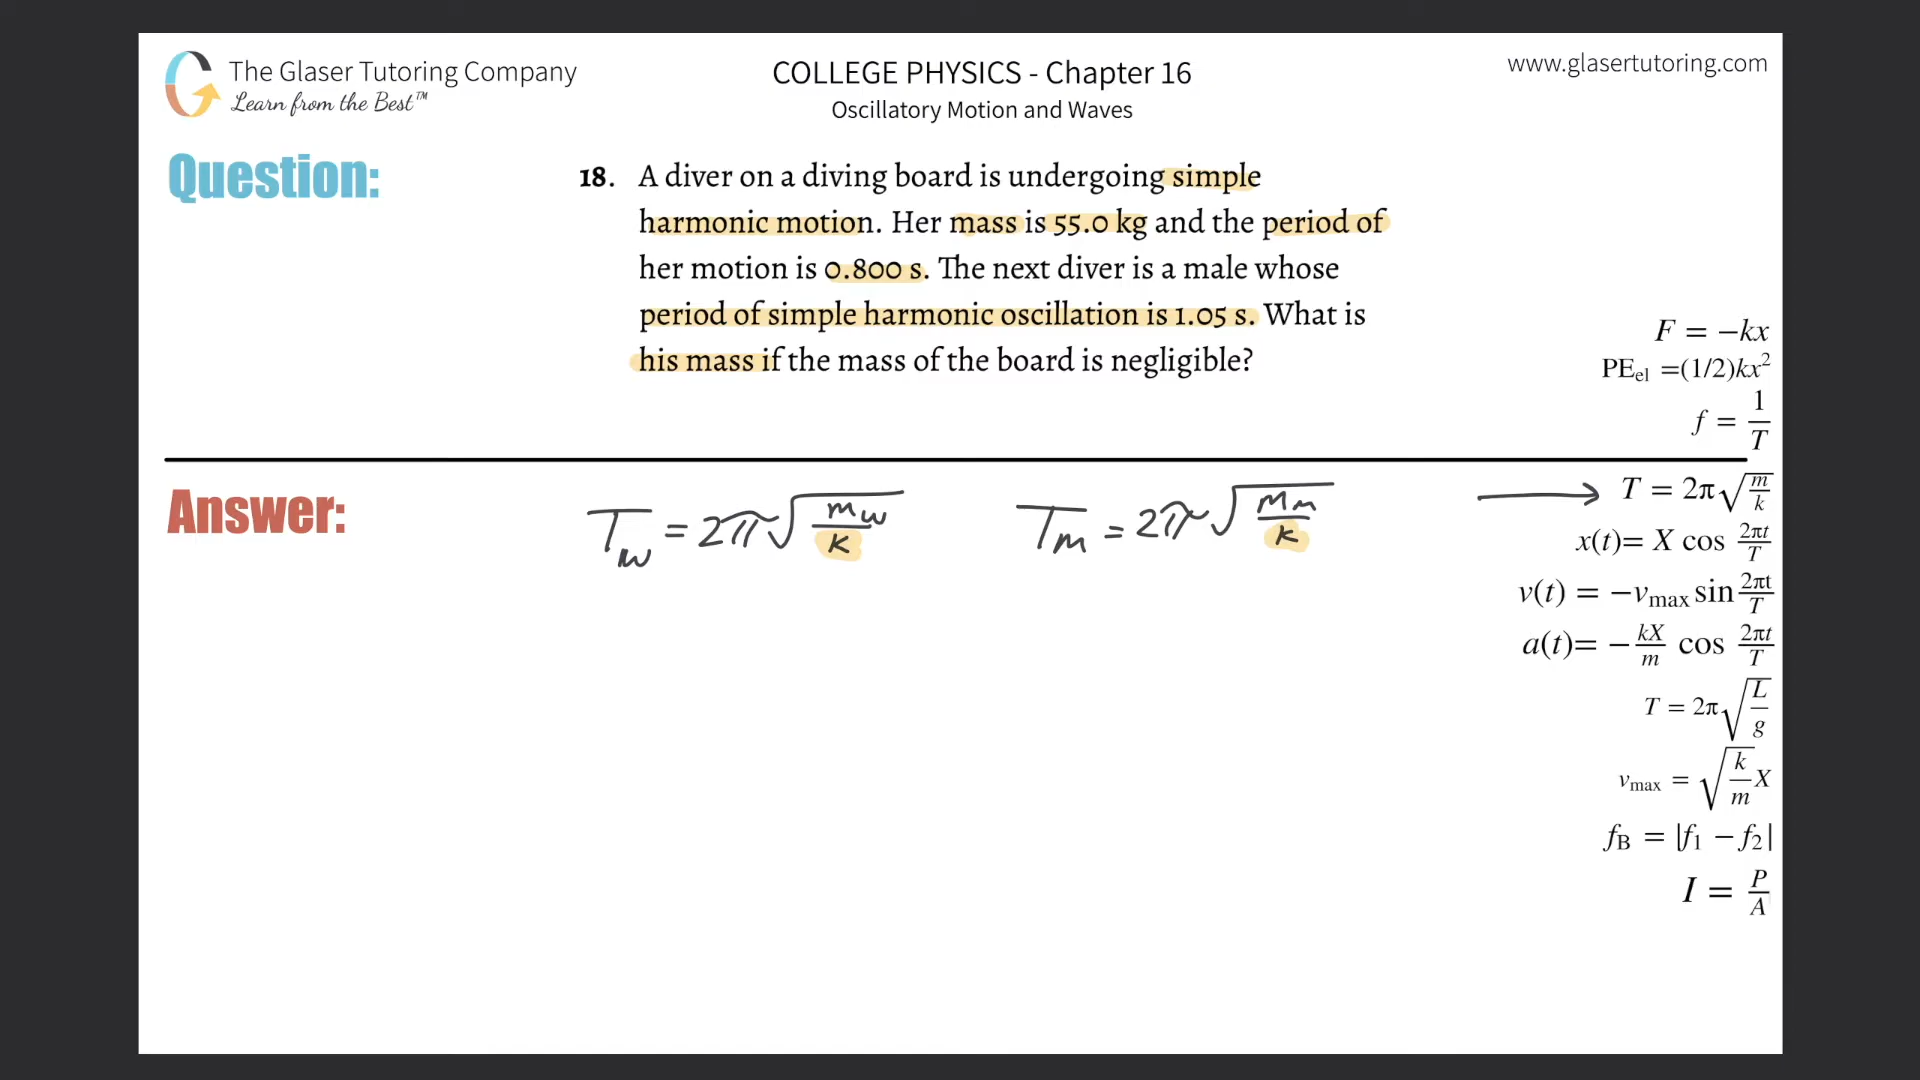 The Glaser Tutoring Company
Learn from the Best™
COLLEGE PHYSICS - Chapter 16
Oscillatory Motion and Waves
www.glasertutoring.com
Question:
18. A diver on a diving board is undergoing simple
harmonic motion. Her mass is 55.0 kg and the period of
her motion is 0.800 s. The next diver is a male whose
period of simple harmonic oscillation is 1.05 s. What is
his mass if the mass of the board is negligible?
F = −kx
PEel =(1/2)kx²
f = 1/T
Answer:
T_w = 2π√(m_w/k)
T_m = 2π√(m_m/k)
→ T = 2π√(m/k)
x(t)= X cos 2πt/T
v(t) = −vmax sin 2πt/T
a(t)= − kX/m cos 2πt/T
T = 2π√(L/g)
vmax = √(k/m)X
fB = |f1 − f2|
I = P/A